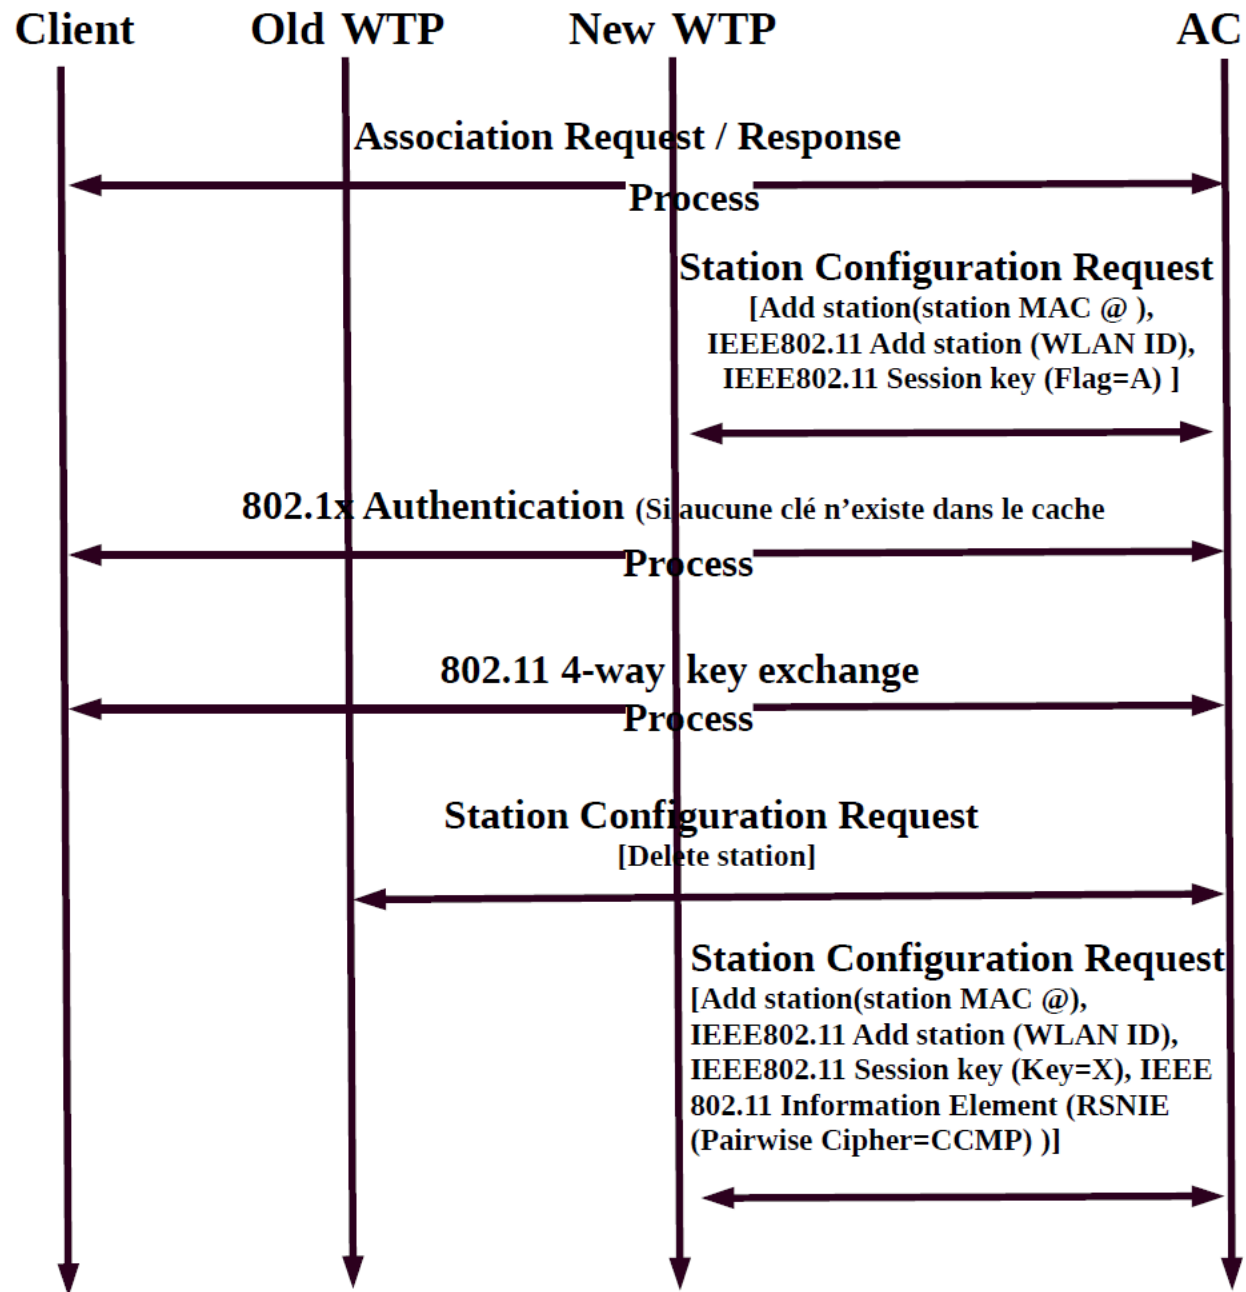 Client Old WTP New WTP AC
Association Request / Response
Process
Station Configuration Request
[Add station(station MAC @ ),
IEEE802.11 Add station (WLAN ID),
IEEE802.11 Session key (Flag=A) ]
802.1x Authentication (Si aucune clé n’existe dans le cache
Process
802.11 4-way key exchange
Process
Station Configuration Request
[Delete station]
Station Configuration Request
[Add station(station MAC @),
IEEE802.11 Add station (WLAN ID),
IEEE802.11 Session key (Key=X), IEEE
802.11 Information Element (RSNIE
(Pairwise Cipher=CCMP) )]